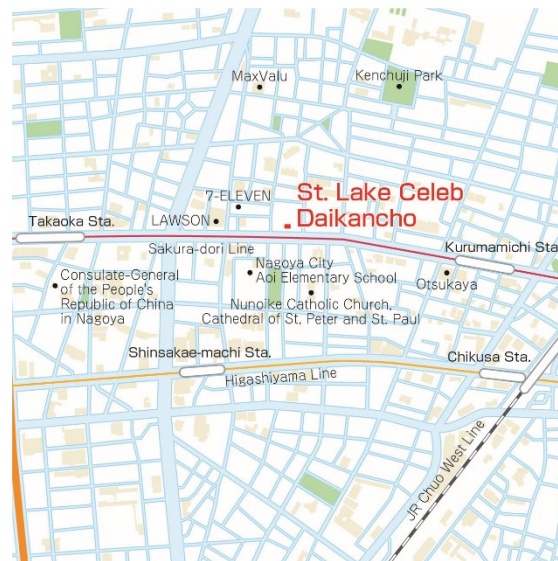 MaxValu
Kenchuji Park
7-ELEVEN
St. Lake Celeb
Daikancho
LAWSON
Takaoka Sta.
Sakura-dori Line
Kurumamichi Sta.
Consulate-General
of the People's
Republic of China
in Nagoya
Nagoya City
Aoi Elementary School
Otsukaya
Nunoike Catholic Church,
Cathedral of St. Peter and St. Paul
Shinsakae-machi Sta.
Chikusa Sta.
Higashiyama Line
JR Chuo West Line